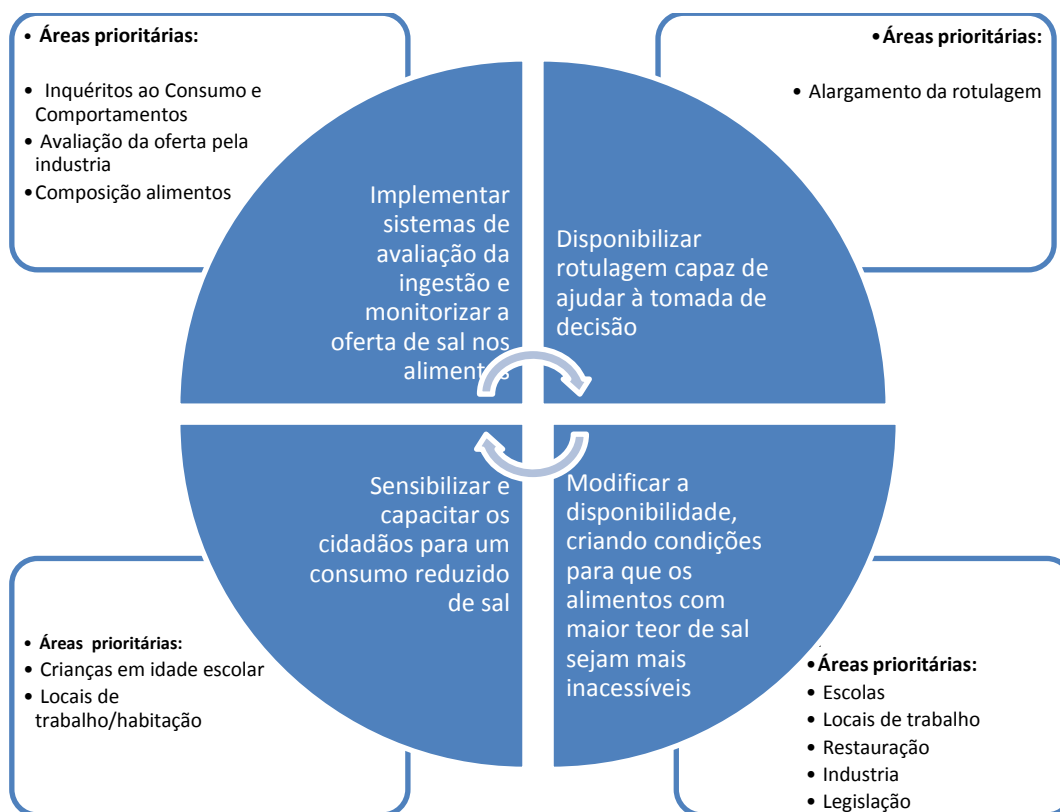 • Áreas prioritárias:
• Inquéritos ao Consumo e
Comportamentos
• Avaliação da oferta pela
industria
•Composição alimentos
•Áreas prioritárias:
• Alargamento da rotulagem
Implementar
sistemas de
avaliação da
ingestão e
monitorizar a
oferta de sal nos
alimentos
Disponibilizar
rotulagem capaz de
ajudar à tomada de
decisão
Sensibilizar e
capacitar os
cidadãos para um
consumo reduzido
de sal
Modificar a
disponibilidade,
criando condições
para que os
alimentos com
maior teor de sal
sejam mais
inacessíveis
• Áreas prioritárias:
• Crianças em idade escolar
• Locais de
trabalho/habitação
.
•Áreas prioritárias:
• Escolas
• Locais de trabalho
• Restauração
• Industria
• Legislação